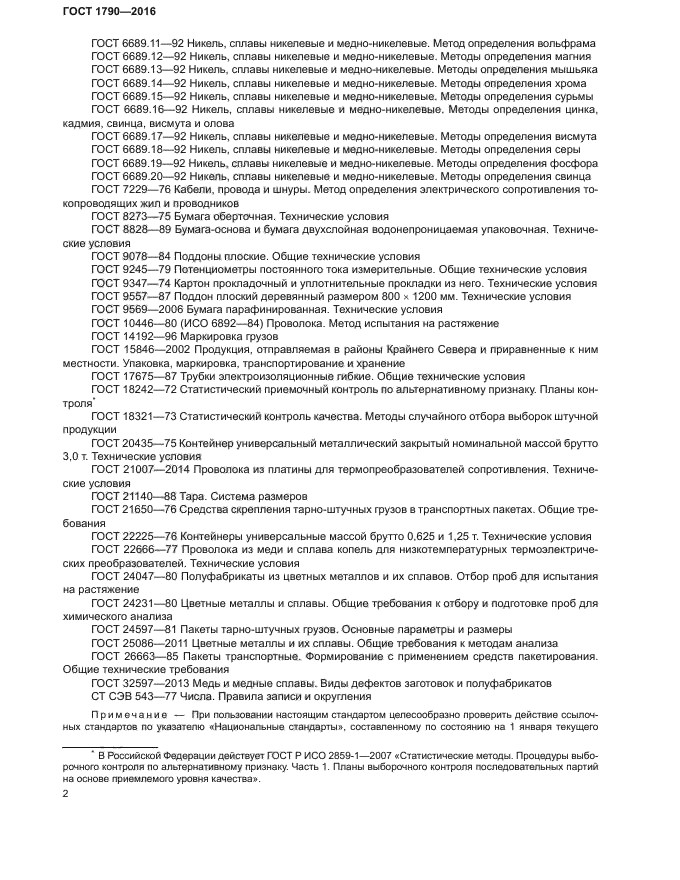 ГОСТ 1790—2016
ГОСТ 6689.11—92 Никель, сплавы никелевые и медно-никелевые. Метод определения вольфрама
ГОСТ 6689.12—92 Никель, сплавы никелевые и медно-никелевые. Методы определения магния
ГОСТ 6689.13—92 Никель, сплавы никелевые и медно-никелевые. Методы определения мышьяка
ГОСТ 6689.14—92 Никель, сплавы никелевые и медно-никелевые. Методы определения хрома
ГОСТ 6689.15—92 Никель, сплавы никелевые и медно-никелевые. Методы определения сурьмы
ГОСТ 6689.16—92 Никель, сплавы никелевые и медно-никелевые. Методы определения цинка,
кадмия, свинца, висмута и олова
ГОСТ 6689.17—92 Никель, сплавы никелевые и медно-никелевые. Методы определения висмута
ГОСТ 6689.18—92 Никель, сплавы никелевые и медно-никелевые. Методы определения серы
ГОСТ 6689.19—92 Никель, сплавы никелевые и медно-никелевые. Методы определения фосфора
ГОСТ 6689.20—92 Никель, сплавы никелевые и медно-никелевые. Методы определения свинца
ГОСТ 7229—76 Кабели, провода и шнуры. Метод определения электрического сопротивления то-
копроводящих жил и проводников
ГОСТ 8273—75 Бумага оберточная. Технические условия
ГОСТ 8828—89 Бумага-основа и бумага двухслойная водонепроницаемая упаковочная. Техниче-
ские условия
ГОСТ 9078—84 Поддоны плоские. Общие технические условия
ГОСТ 9245—79 Потенциометры постоянного тока измерительные. Общие технические условия
ГОСТ 9347—74 Картон прокладочный и уплотнительные прокладки из него. Технические условия
ГОСТ 9557—87 Поддон плоский деревянный размером 800 × 1200 мм. Технические условия
ГОСТ 9569—2006 Бумага парафинированная. Технические условия
ГОСТ 10446—80 (ИСО 6892—84) Проволока. Метод испытания на растяжение
ГОСТ 14192—96 Маркировка грузов
ГОСТ 15846—2002 Продукция, отправляемая в районы Крайнего Севера и приравненные к ним
местности. Упаковка, маркировка, транспортирование и хранение
ГОСТ 17675—87 Трубки электроизоляционные гибкие. Общие технические условия
ГОСТ 18242—72 Статистический приемочный контроль по альтернативному признаку. Планы кон-
троля*
ГОСТ 18321—73 Статистический контроль качества. Методы случайного отбора выборок штучной
продукции
ГОСТ 20435—75 Контейнер универсальный металлический закрытый номинальной массой брутто
3,0 т. Технические условия
ГОСТ 21007—2014 Проволока из платины для термопреобразователей сопротивления. Техниче-
ские условия
ГОСТ 21140—88 Тара. Система размеров
ГОСТ 21650—76 Средства скрепления тарно-штучных грузов в транспортных пакетах. Общие тре-
бования
ГОСТ 22225—76 Контейнеры универсальные массой брутто 0,625 и 1,25 т. Технические условия
ГОСТ 22666—77 Проволока из меди и сплава копель для низкотемпературных термоэлектриче-
ских преобразователей. Технические условия
ГОСТ 24047—80 Полуфабрикаты из цветных металлов и их сплавов. Отбор проб для испытания
на растяжение
ГОСТ 24231—80 Цветные металлы и сплавы. Общие требования к отбору и подготовке проб для
химического анализа
ГОСТ 24597—81 Пакеты тарно-штучных грузов. Основные параметры и размеры
ГОСТ 25086—2011 Цветные металлы и их сплавы. Общие требования к методам анализа
ГОСТ 26663—85 Пакеты транспортные. Формирование с применением средств пакетирования.
Общие технические требования
ГОСТ 32597—2013 Медь и медные сплавы. Виды дефектов заготовок и полуфабрикатов
СТ СЭВ 543—77 Числа. Правила записи и округления
Примечание — При пользовании настоящим стандартом целесообразно проверить действие ссылоч-
ных стандартов по указателю «Национальные стандарты», составленному по состоянию на 1 января текущего
* В Российской Федерации действует ГОСТ Р ИСО 2859-1—2007 «Статистические методы. Процедуры выбо-
рочного контроля по альтернативному признаку. Часть 1. Планы выборочного контроля последовательных партий
на основе приемлемого уровня качества».
2